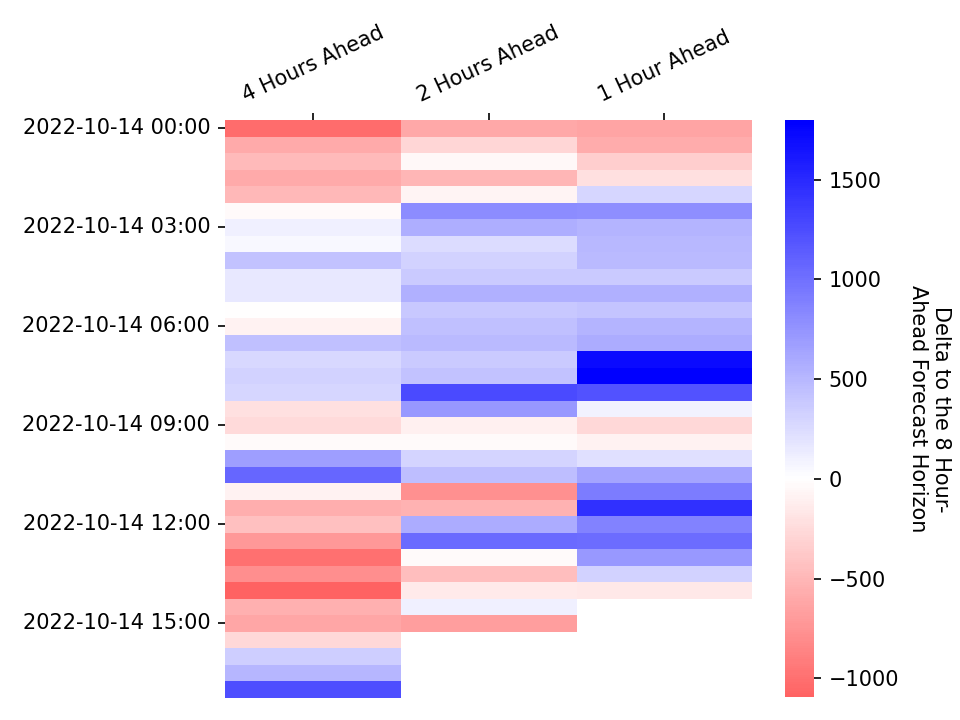 4 Hours Ahead
2 Hours Ahead
1 Hour Ahead
2022-10-14 00:00
2022-10-14 03:00
2022-10-14 06:00
2022-10-14 09:00
2022-10-14 12:00
2022-10-14 15:00
1500
1000
500
0
−500
−1000
Delta to the 8 Hour-
Ahead Forecast Horizon